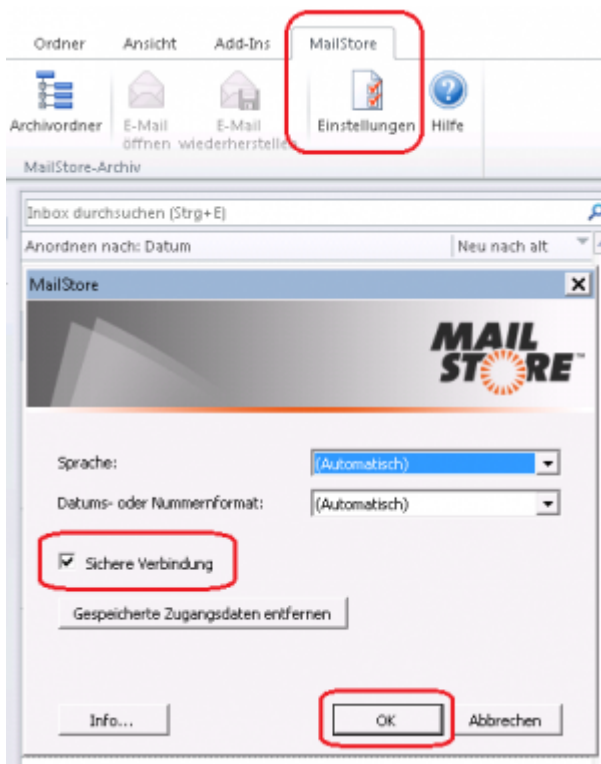 Ordner Ansicht Add-Ins MailStore
Archivordner E-Mail öffnen E-Mail wiederherstellen Einstellungen Hilfe
MailStore-Archiv
Inbox durchsuchen (Strg+E)
Anordnen nach: Datum Neu nach alt
MailStore
MAIL
STORE™
Sprache: (Automatisch)
Datums- oder Nummernformat: (Automatisch)
Sichere Verbindung
Gespeicherte Zugangsdaten entfernen
Info... OK Abbrechen